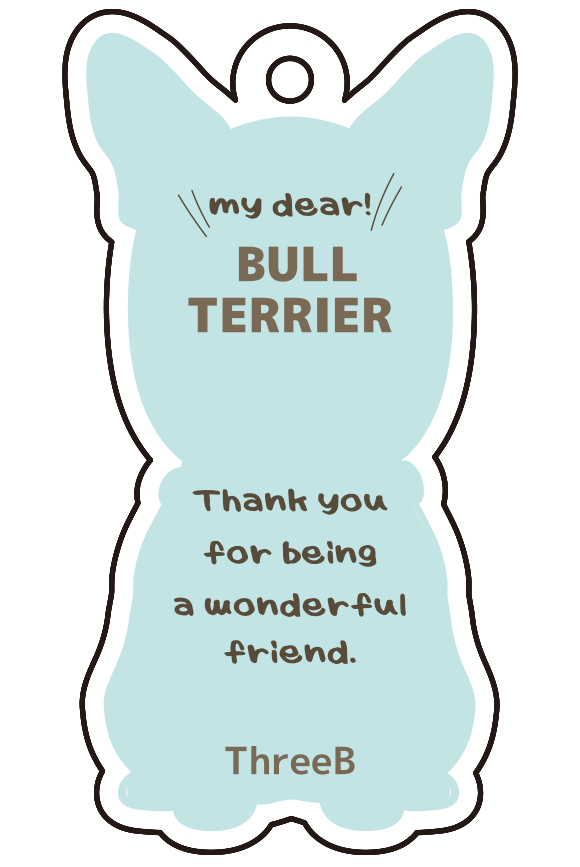 my dear!
BULL
TERRIER
Thank you
for being
a wonderful
friend.
ThreeB